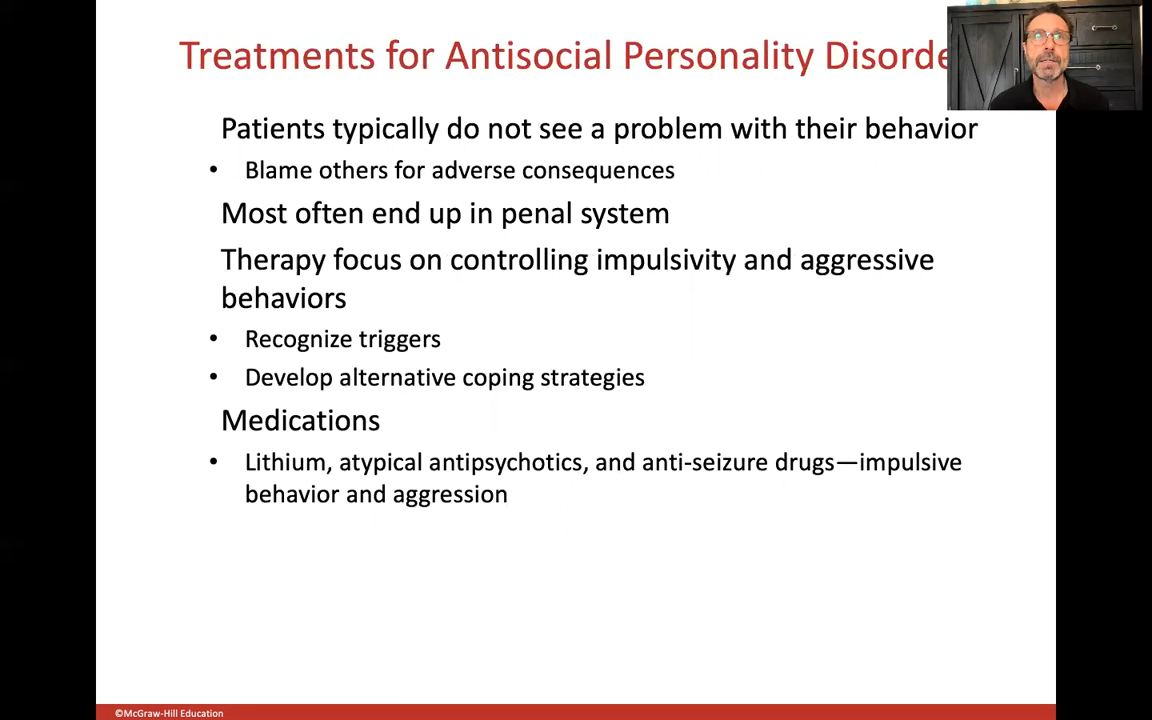 Treatments for Antisocial Personality Disorde
Patients typically do not see a problem with their behavior
• Blame others for adverse consequences
Most often end up in penal system
Therapy focus on controlling impulsivity and aggressive
behaviors
• Recognize triggers
• Develop alternative coping strategies
Medications
• Lithium, atypical antipsychotics, and anti-seizure drugs—impulsive
behavior and aggression
©McGraw-Hill Education